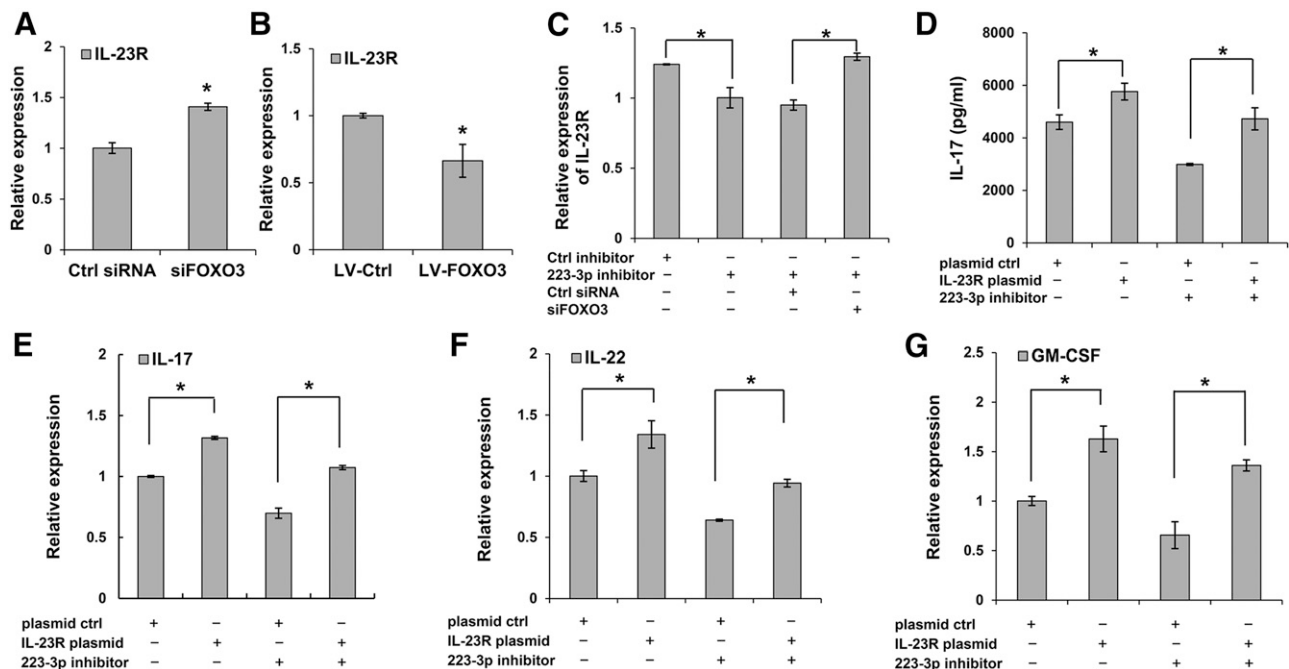 A
Relative expression
2
1.5
1
0.5
0
IL-23R
*
Ctrl siRNA siFOXO3
B
Relative expression
1.5
1
0.5
0
IL-23R
*
LV-Ctrl LV-FOXO3
C
Relative expression
of IL-23R
1.5
1
0.5
0
* *
Ctrl inhibitor + – – –
223-3p inhibitor – + + +
Ctrl siRNA – – + –
siFOXO3 – – – +
D
IL-17 (pg/ml)
8000
6000
4000
2000
0
* *
plasmid ctrl + – + –
IL-23R plasmid – + – +
223-3p inhibitor – – + +
E
Relative expression
2
1.5
1
0.5
0
IL-17
* *
plasmid ctrl + – + –
IL-23R plasmid – + – +
223-3p inhibitor – – + +
F
Relative expression
2
1.5
1
0.5
0
IL-22
* *
plasmid ctrl + – + –
IL-23R plasmid – + – +
223-3p inhibitor – – + +
G
Relative expression
2.5
2
1.5
1
0.5
0
GM-CSF
* *
plasmid ctrl + – + –
IL-23R plasmid – + – +
223-3p inhibitor – – + +